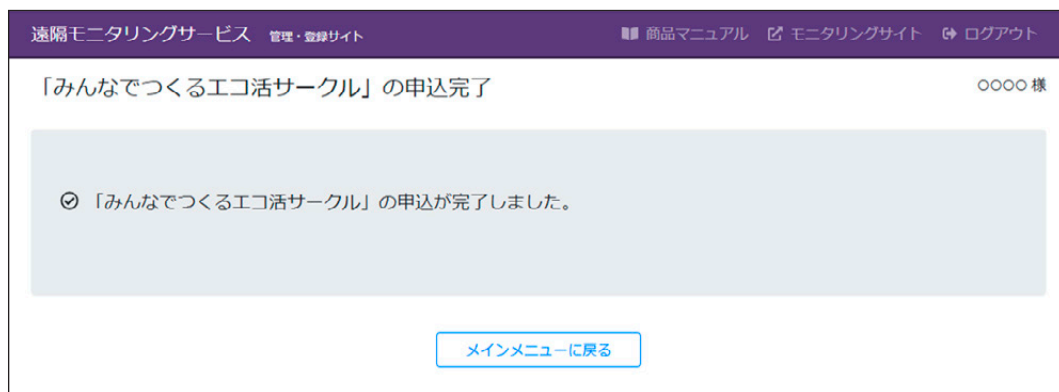 遠隔モニタリングサービス 管理・登録サイト 商品マニュアル モニタリングサイト ログアウト
「みんなでつくるエコ活サークル」の申込完了 ○○○○ 様
「みんなでつくるエコ活サークル」の申込が完了しました。
メインメニューに戻る